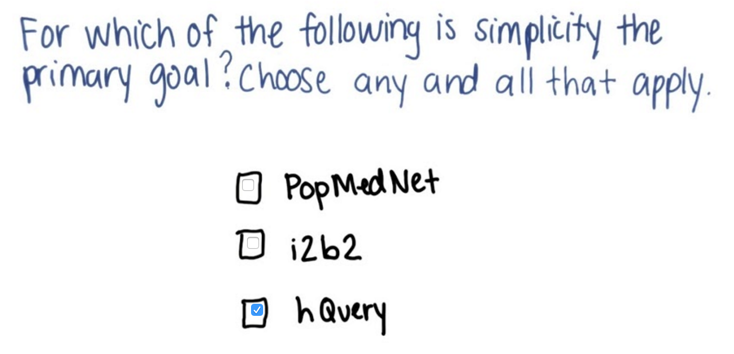 For which of the following is simplicity the
primary goal? Choose any and all that apply.
PopMedNet
i2b2
hQuery